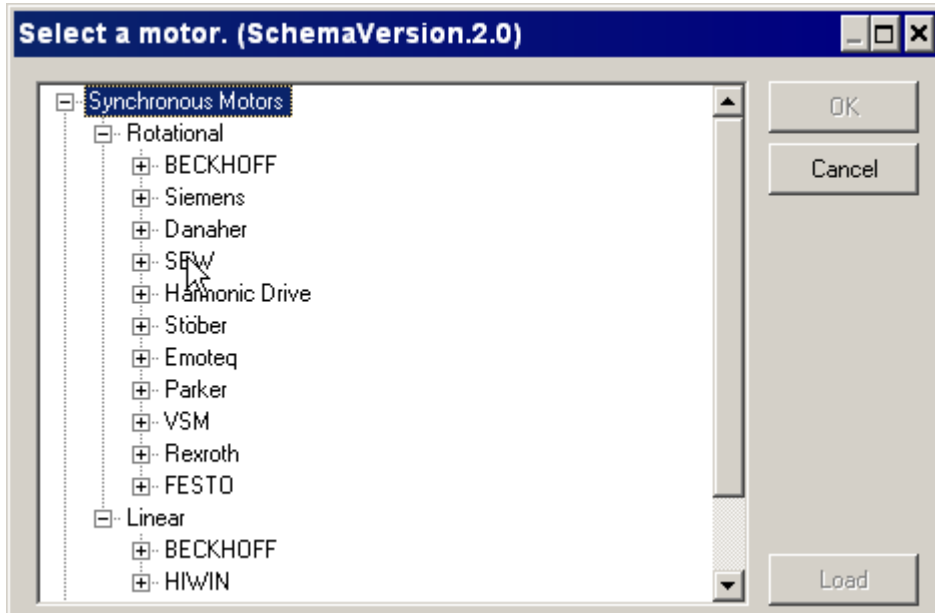 Select a motor. (SchemaVersion.2.0)
Synchronous Motors
OK
Rotational
BECKHOFF
Cancel
Siemens
Danaher
SEW
Harmonic Drive
Stöber
Emoteq
Parker
VSM
Rexroth
FESTO
Linear
BECKHOFF
HIWIN
Load